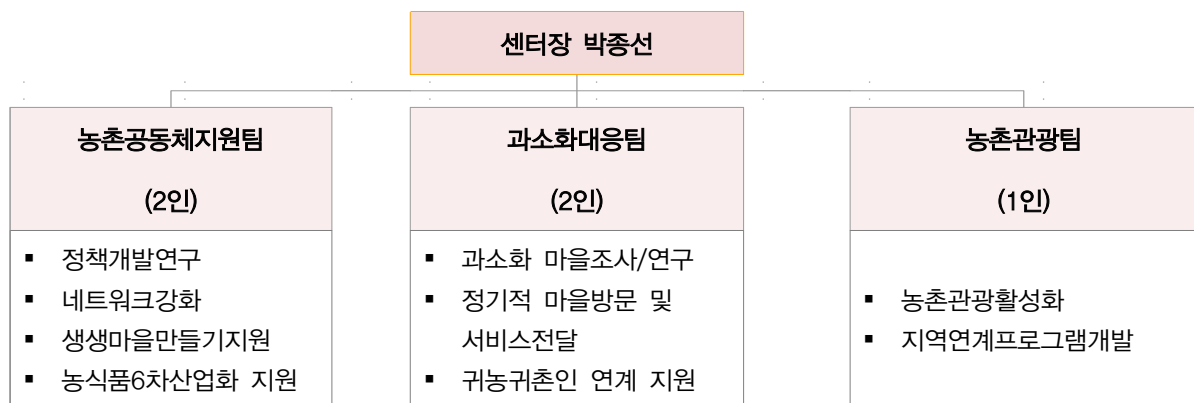 센터장 박종선
농촌공동체지원팀
(2인)
▪ 정책개발연구
▪ 네트워크강화
▪ 생생마을만들기지원
▪ 농식품6차산업화 지원
과소화대응팀
(2인)
▪ 과소화 마을조사/연구
▪ 정기적 마을방문 및
서비스전달
▪ 귀농귀촌인 연계 지원
농촌관광팀
(1인)
▪ 농촌관광활성화
▪ 지역연계프로그램개발